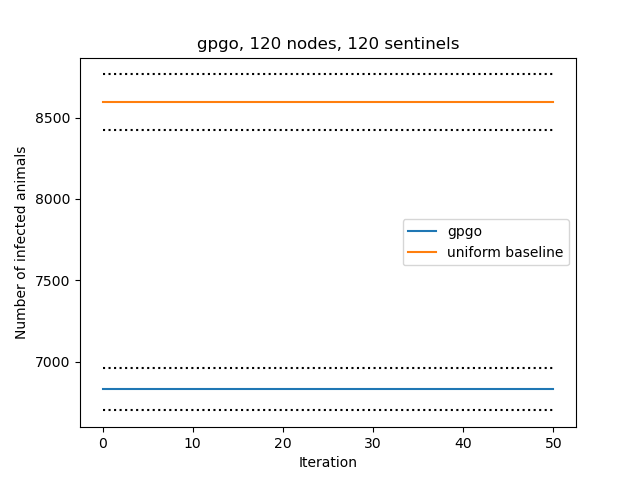 gpgo, 120 nodes, 120 sentinels
Number of infected animals
8500
8000
7500
7000
gpgo
uniform baseline
0 10 20 30 40 50
Iteration